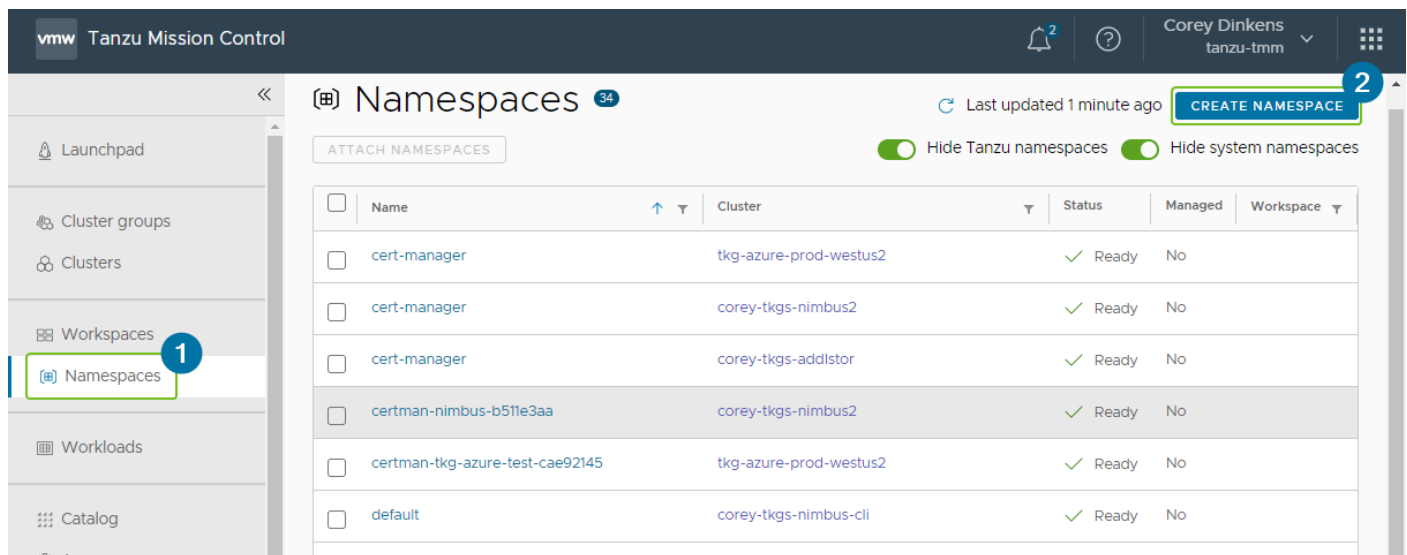 vmw Tanzu Mission Control
2
Corey Dinkens
tanzu-tmm
Launchpad
Cluster groups
Clusters
Workspaces
1
Namespaces
Workloads
Catalog
Namespaces 34
Last updated 1 minute ago
CREATE NAMESPACE
2
ATTACH NAMESPACES
Hide Tanzu namespaces
Hide system namespaces
Name Cluster Status Managed Workspace
cert-manager tkg-azure-prod-westus2 Ready No
cert-manager corey-tkgs-nimbus2 Ready No
cert-manager corey-tkgs-addlstor Ready No
certman-nimbus-b511e3aa corey-tkgs-nimbus2 Ready No
certman-tkg-azure-test-cae92145 tkg-azure-prod-westus2 Ready No
default corey-tkgs-nimbus-cli Ready No